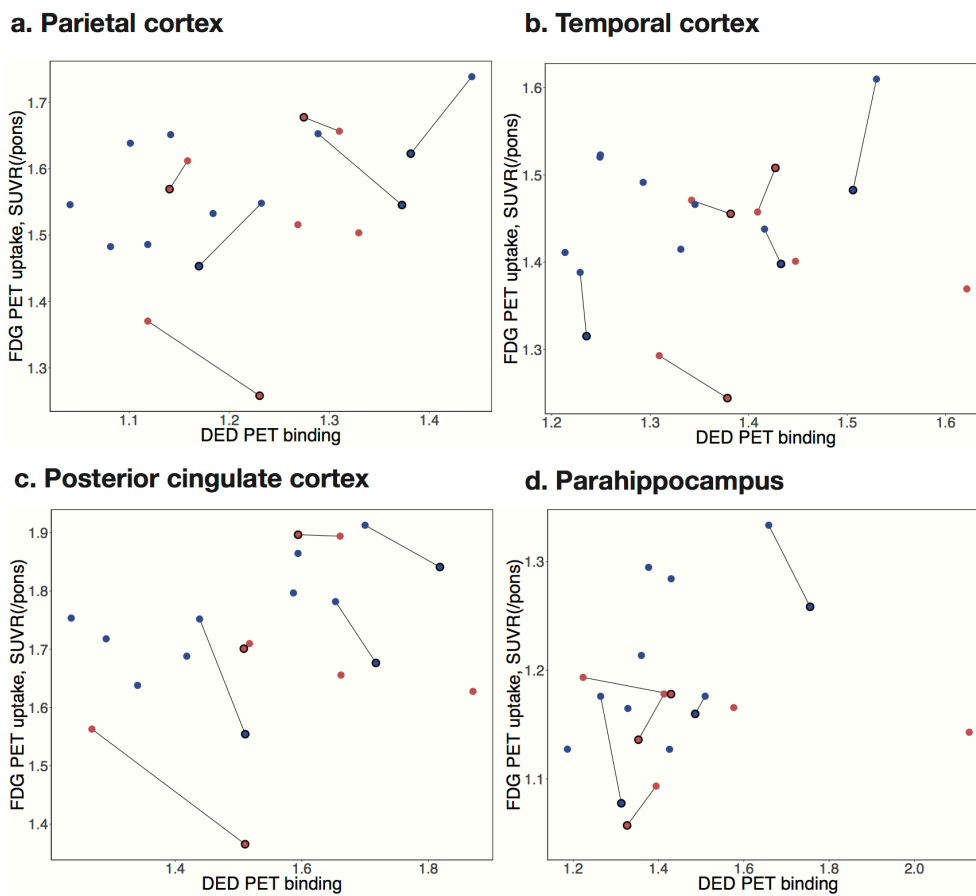 a. Parietal cortex
FDG PET uptake, SUVR(/pons)
1.7
1.6
1.5
1.4
1.3
1.1 1.2 1.3 1.4
DED PET binding
b. Temporal cortex
FDG PET uptake, SUVR(/pons)
1.6
1.5
1.4
1.3
1.2 1.3 1.4 1.5 1.6
DED PET binding
c. Posterior cingulate cortex
FDG PET uptake, SUVR(/pons)
1.9
1.8
1.7
1.6
1.5
1.4
1.4 1.6 1.8
DED PET binding
d. Parahippocampus
FDG PET uptake, SUVR(/pons)
1.3
1.2
1.1
1.2 1.4 1.6 1.8 2.0
DED PET binding